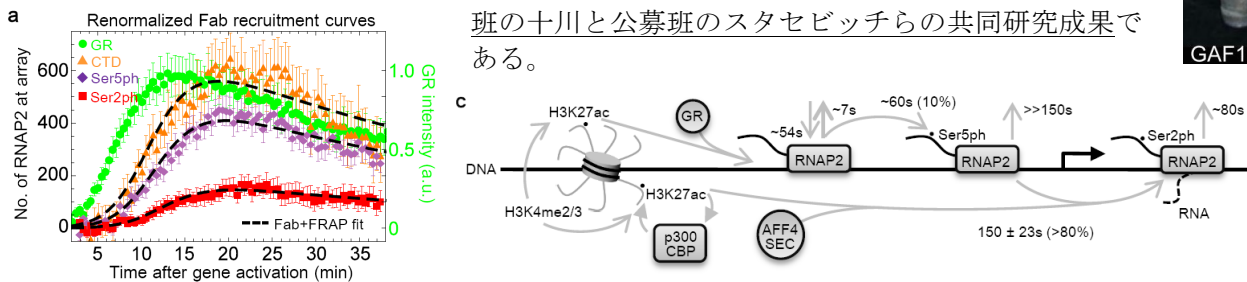 a
Renormalized Fab recruitment curves
GR
CTD
Ser5ph
Ser2ph
600
400
200
0
No. of RNAP2 at array
1.0
0.5
0
GR intensity (a.u.)
Fab+FRAP fit
5 10 15 20 25 30 35
Time after gene activation (min)
班の十川と公募班のスタセビッチらの共同研究成果で
ある。
GAF1
c
H3K27ac
GR
~54s
~7s
~60s (10%)
Ser5ph
>>150s
Ser2ph
~80s
RNAP2
RNAP2
RNAP2
DNA
H3K27ac
H3K4me2/3
p300
CBP
AFF4
SEC
150 ± 23s (>80%)
RNA